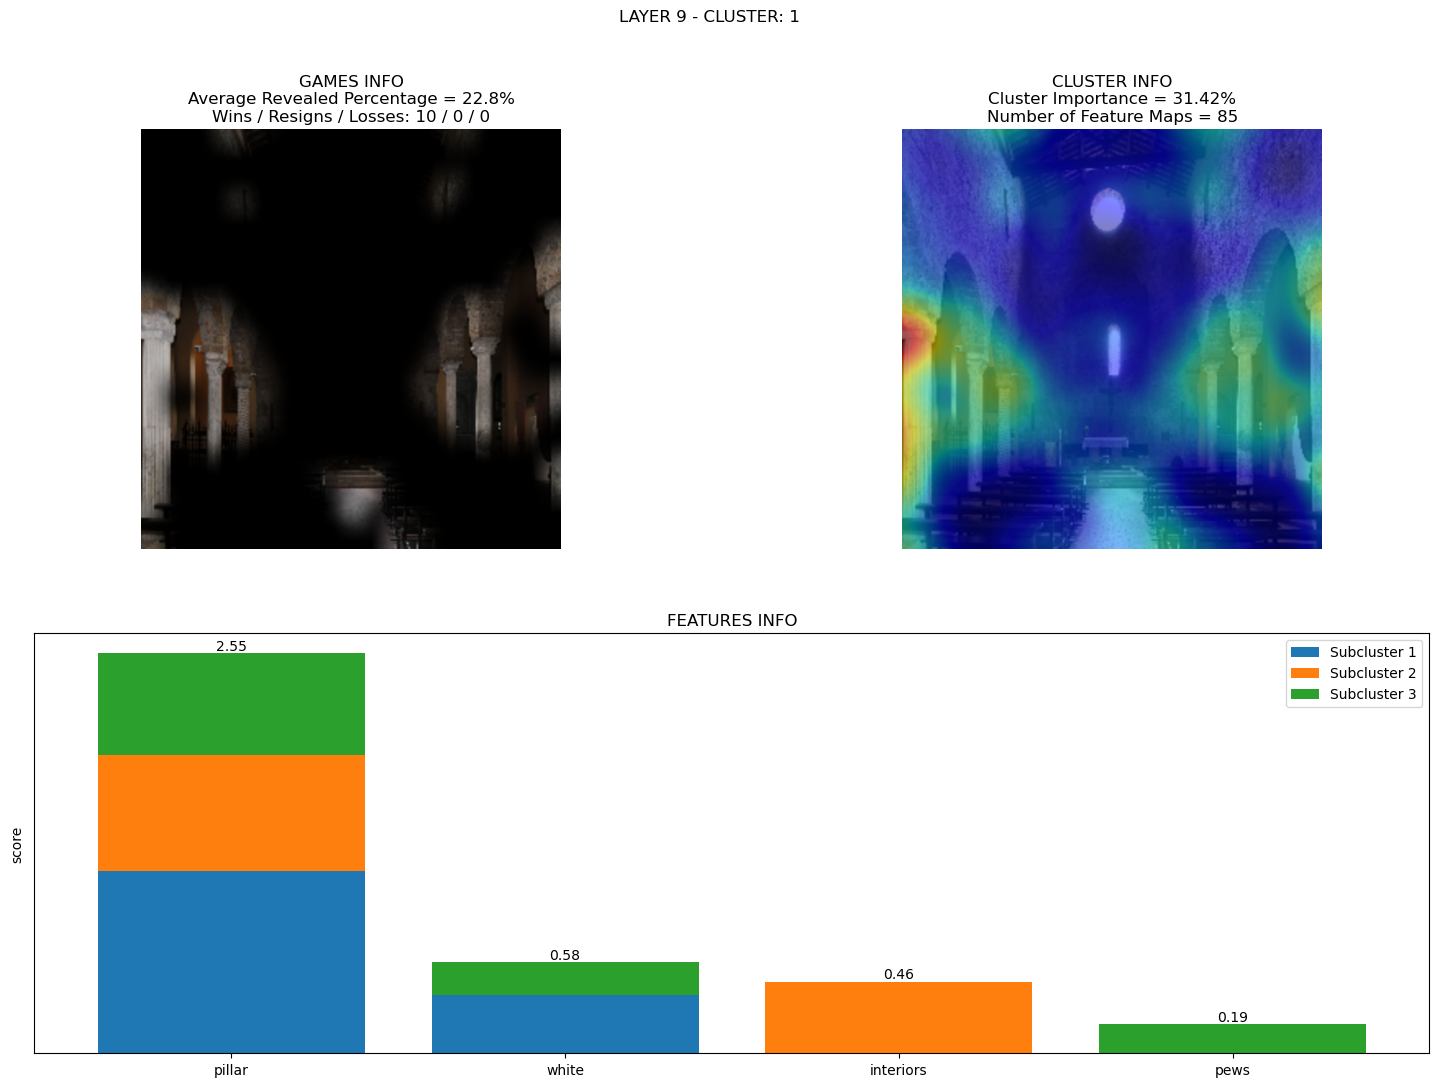 LAYER 9 - CLUSTER: 1
GAMES INFO
Average Revealed Percentage = 22.8%
Wins / Resigns / Losses: 10 / 0 / 0
CLUSTER INFO
Cluster Importance = 31.42%
Number of Feature Maps = 85
FEATURES INFO
score
2.55
0.58
0.46
0.19
Subcluster 1
Subcluster 2
Subcluster 3
pillar
white
interiors
pews